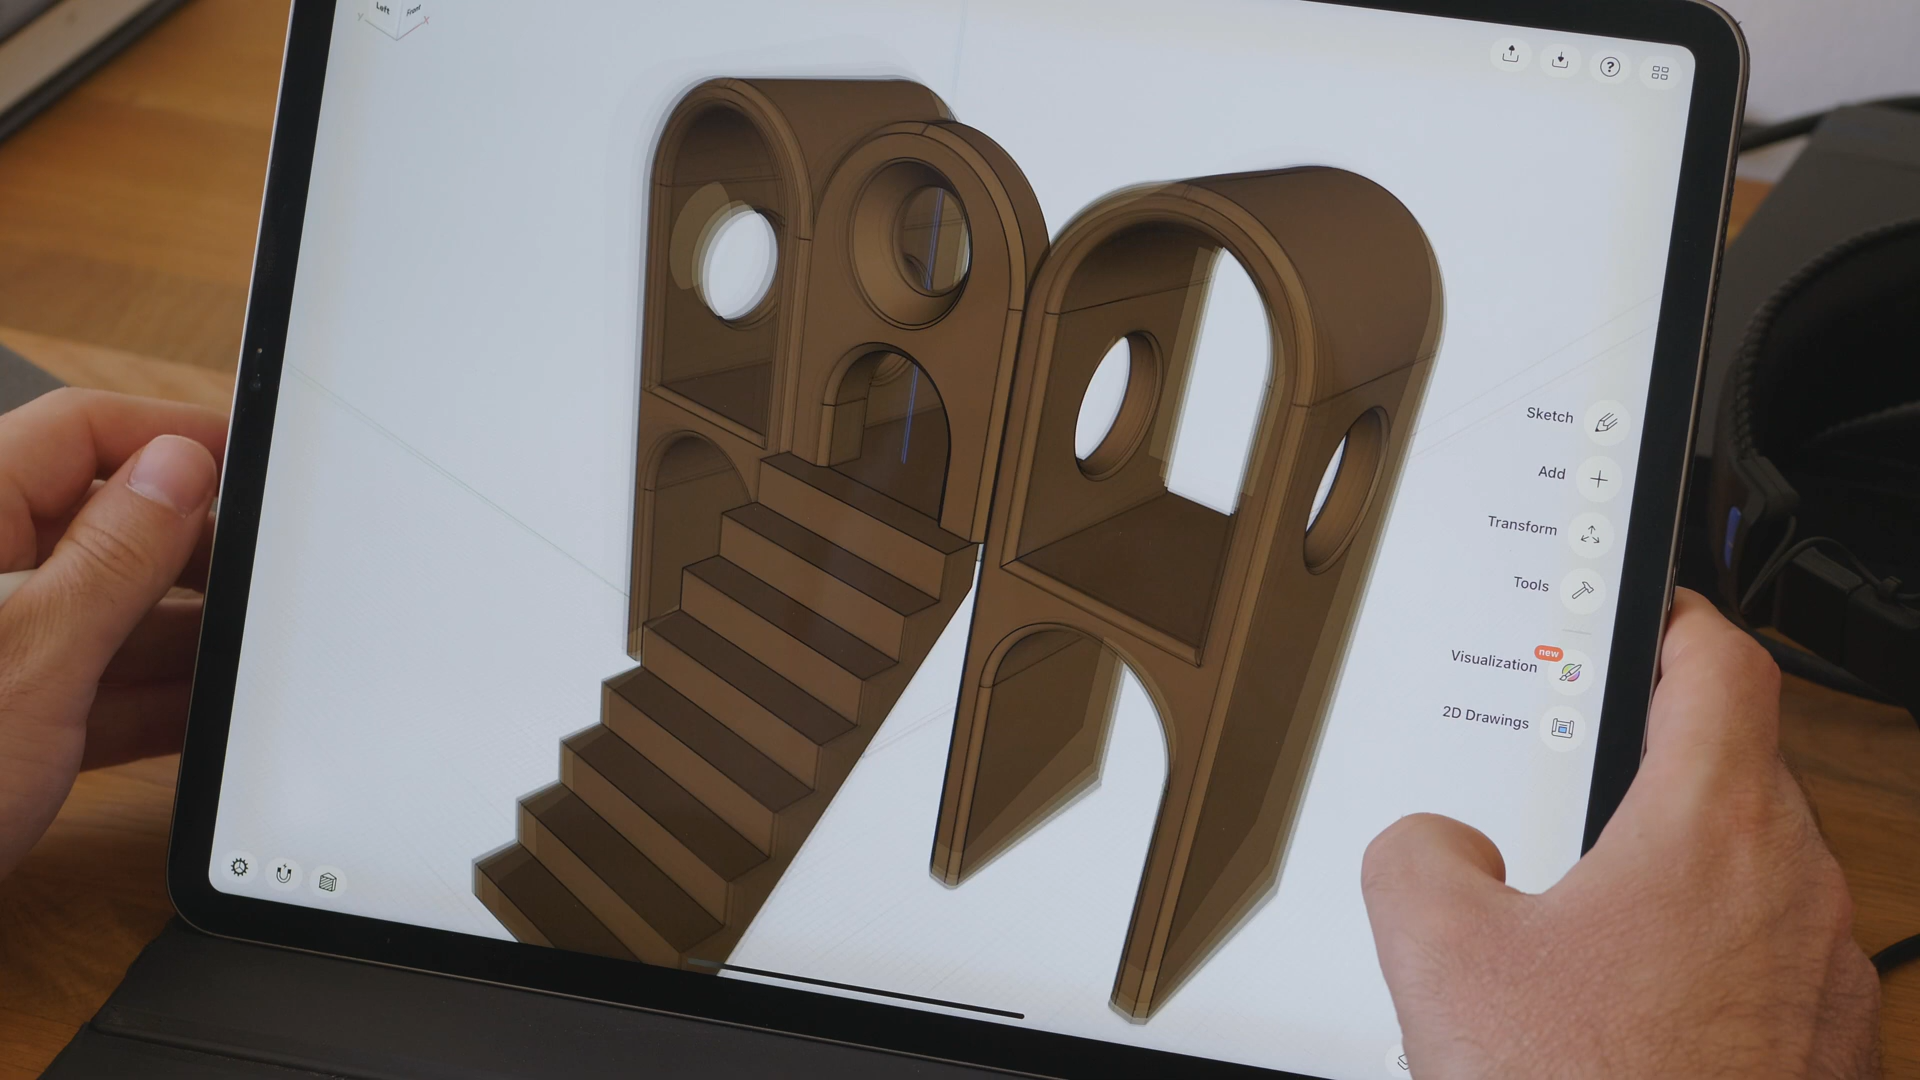 Left
Front
Y
X
?
Sketch
Add
Transform
Tools
new
Visualization
2D Drawings